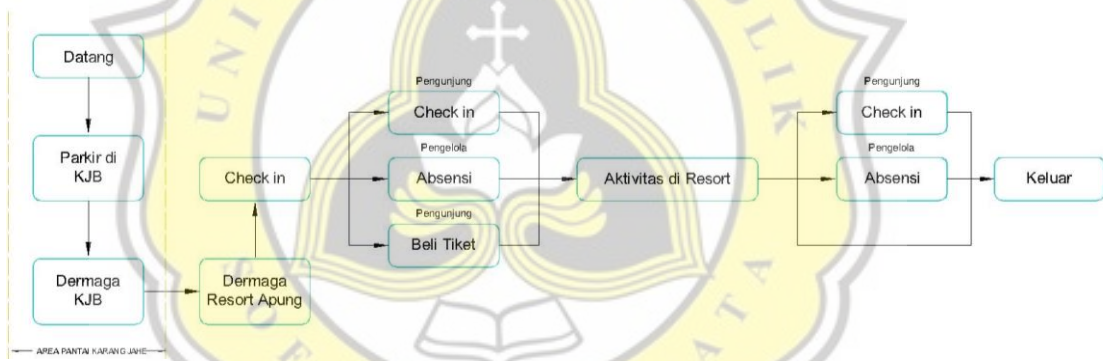 Datang
Parkir di
KJB
Dermaga
KJB
AREA PANTAI KARANG JAHE
Dermaga
Resort Apung
Check in
Pengunjung
Check in
Pengelola
Absensi
Pengunjung
Beli Tiket
Aktivitas di Resort
Pengunjung
Check in
Pengelola
Absensi
Keluar